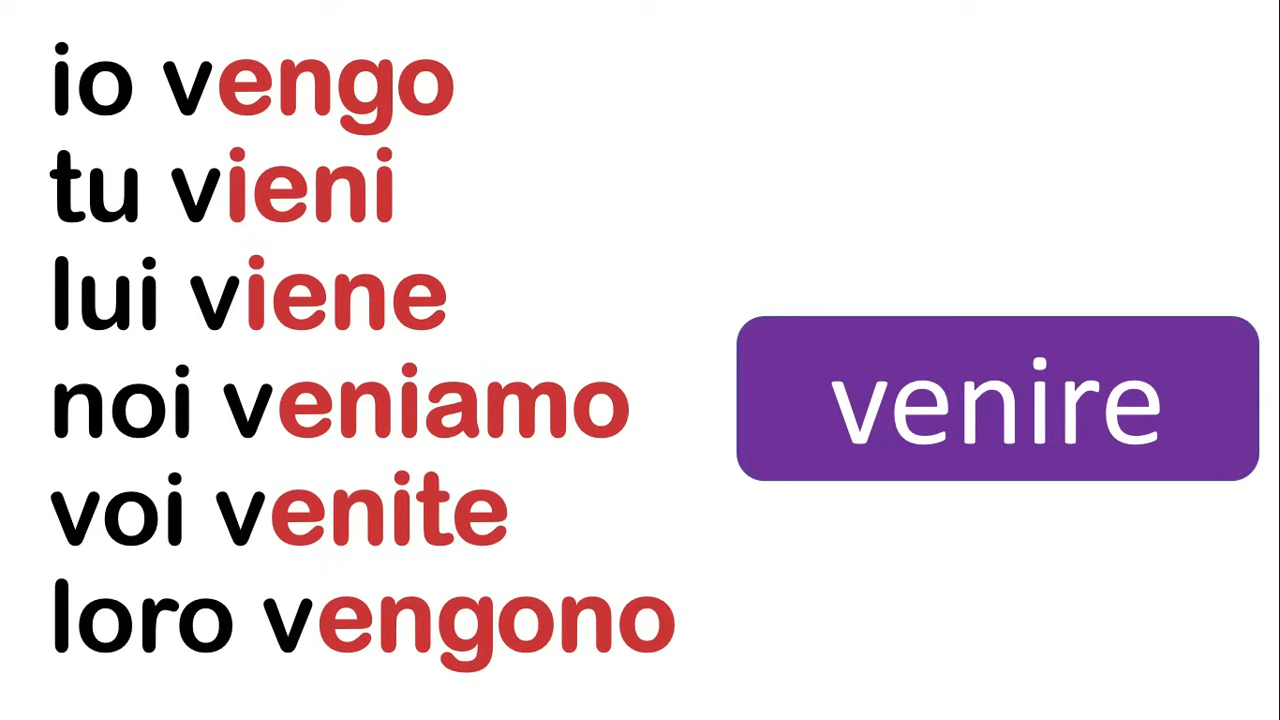 io vengo
tu vieni
lui viene
noi veniamo
voi venite
loro vengono
venire